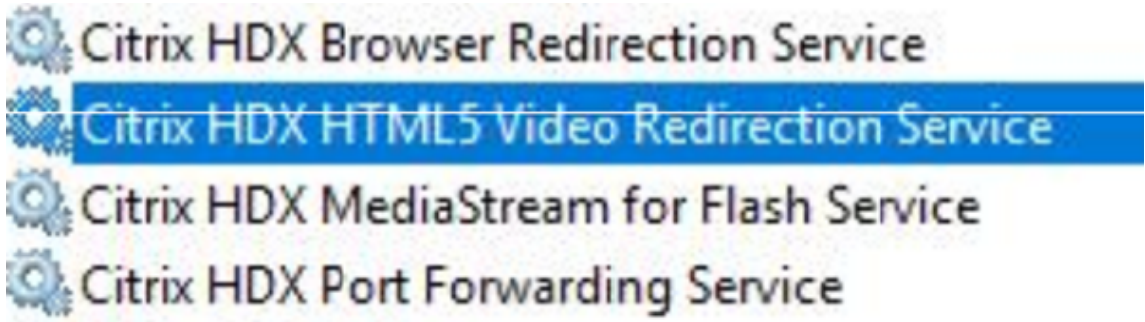 Citrix HDX Browser Redirection Service
Citrix HDX HTML5 Video Redirection Service
Citrix HDX MediaStream for Flash Service
Citrix HDX Port Forwarding Service